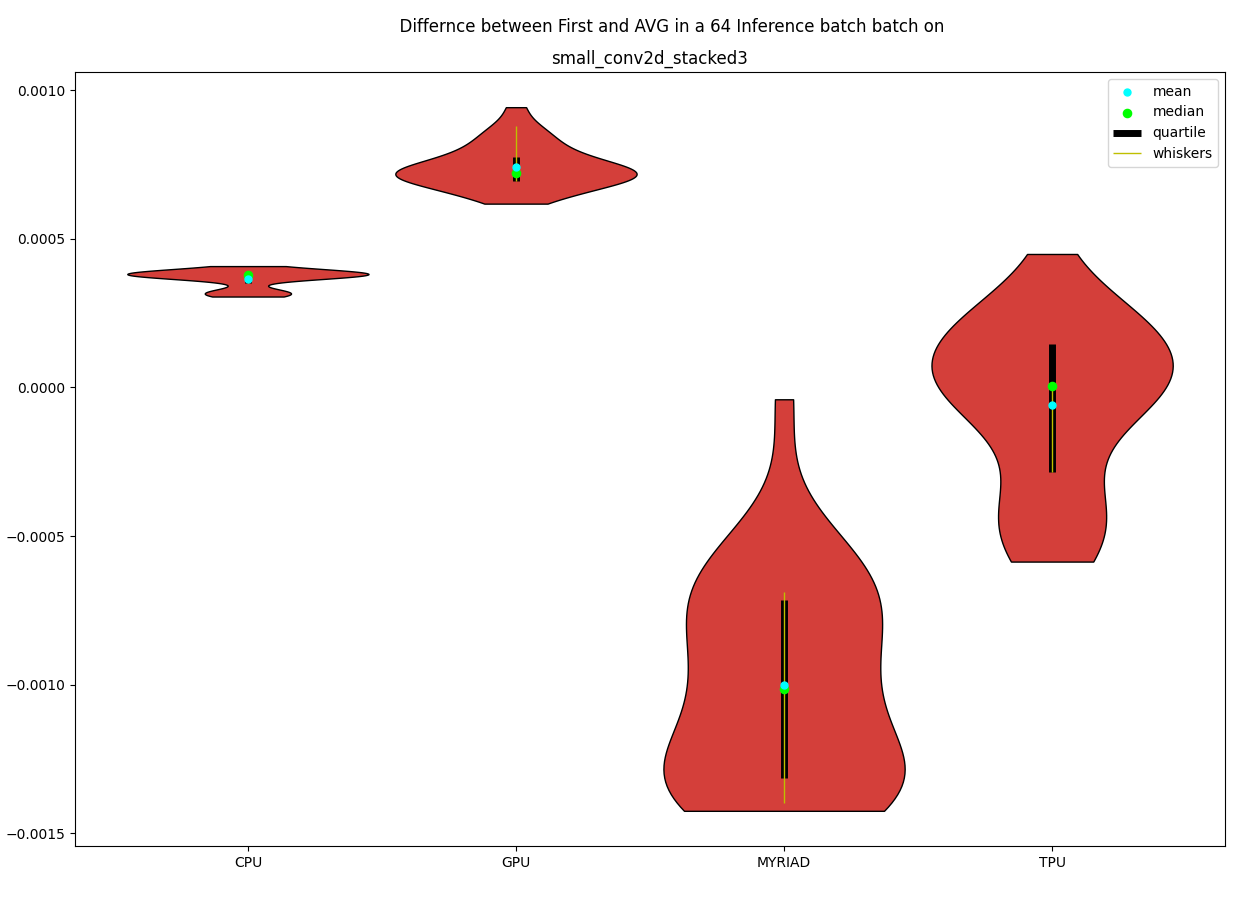 Differnce between First and AVG in a 64 Inference batch batch on
small_conv2d_stacked3
0.0010
0.0005
0.0000
−0.0005
−0.0010
−0.0015
mean
median
quartile
whiskers
CPU
GPU
MYRIAD
TPU